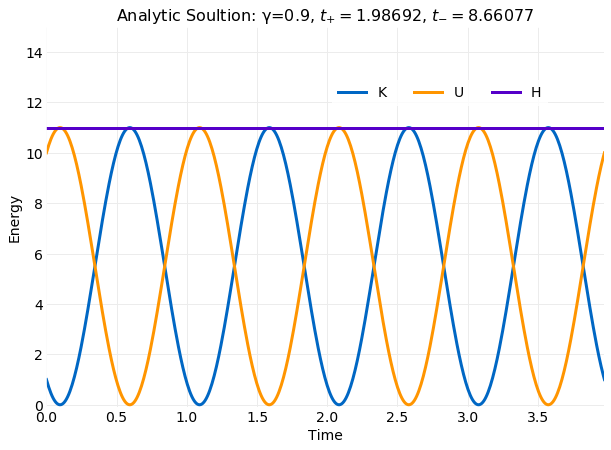 Analytic Soultion: γ=0.9, t₊ = 1.98692, t₋ = 8.66077
14
12
10
8
6
4
2
0
Energy
K U H
0.0 0.5 1.0 1.5 2.0 2.5 3.0 3.5
Time